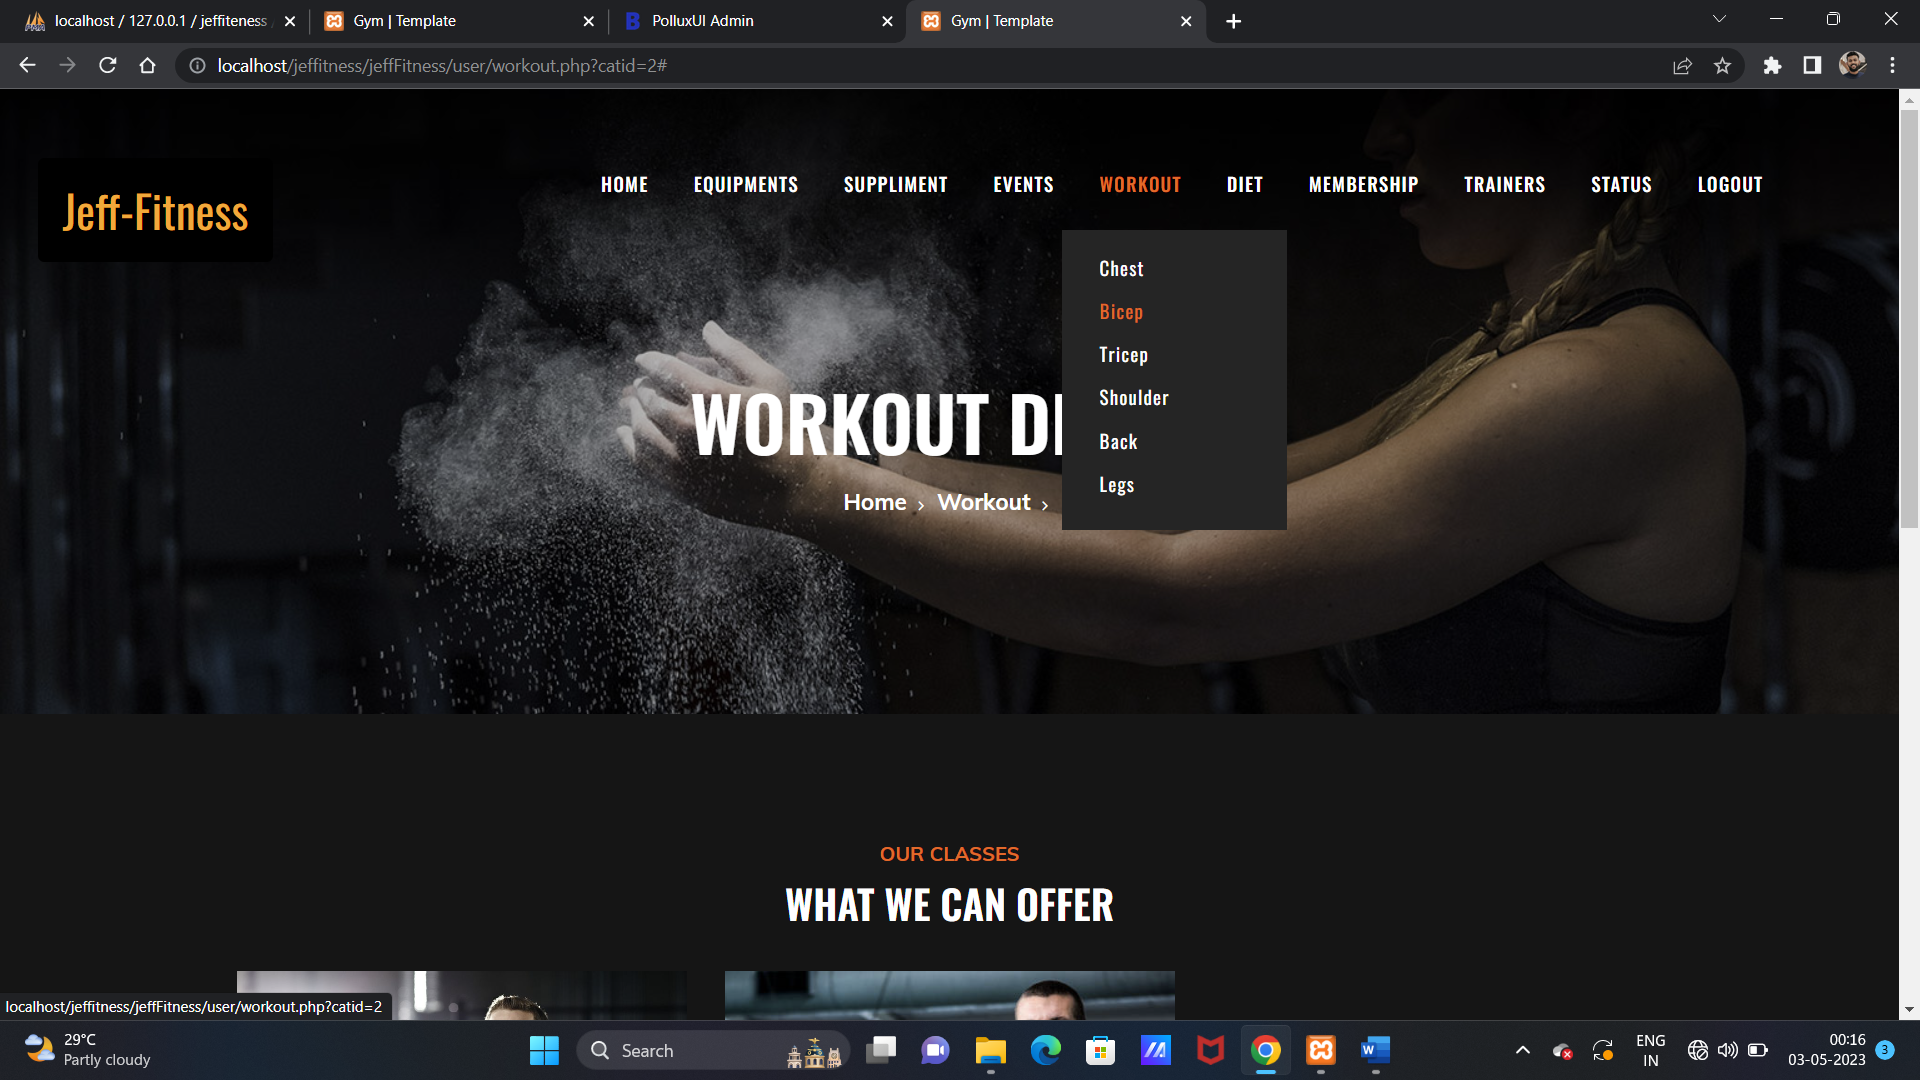 localhost / 127.0.0.1 / jeffiteness
Gym | Template
PolluxUI Admin
Gym | Template
localhost/jeffitness/jeffFitness/user/workout.php?catid=2#
Jeff-Fitness
HOME EQUIPMENTS SUPPLIMENT EVENTS WORKOUT DIET MEMBERSHIP TRAINERS STATUS LOGOUT
Chest
Bicep
Tricep
Shoulder
Back
Legs
WORKOUT
Home › Workout ›
OUR CLASSES
WHAT WE CAN OFFER
localhost/jeffitness/jeffFitness/user/workout.php?catid=2
29°C
Partly cloudy
Search
ENG
IN
00:16
03-05-2023
3